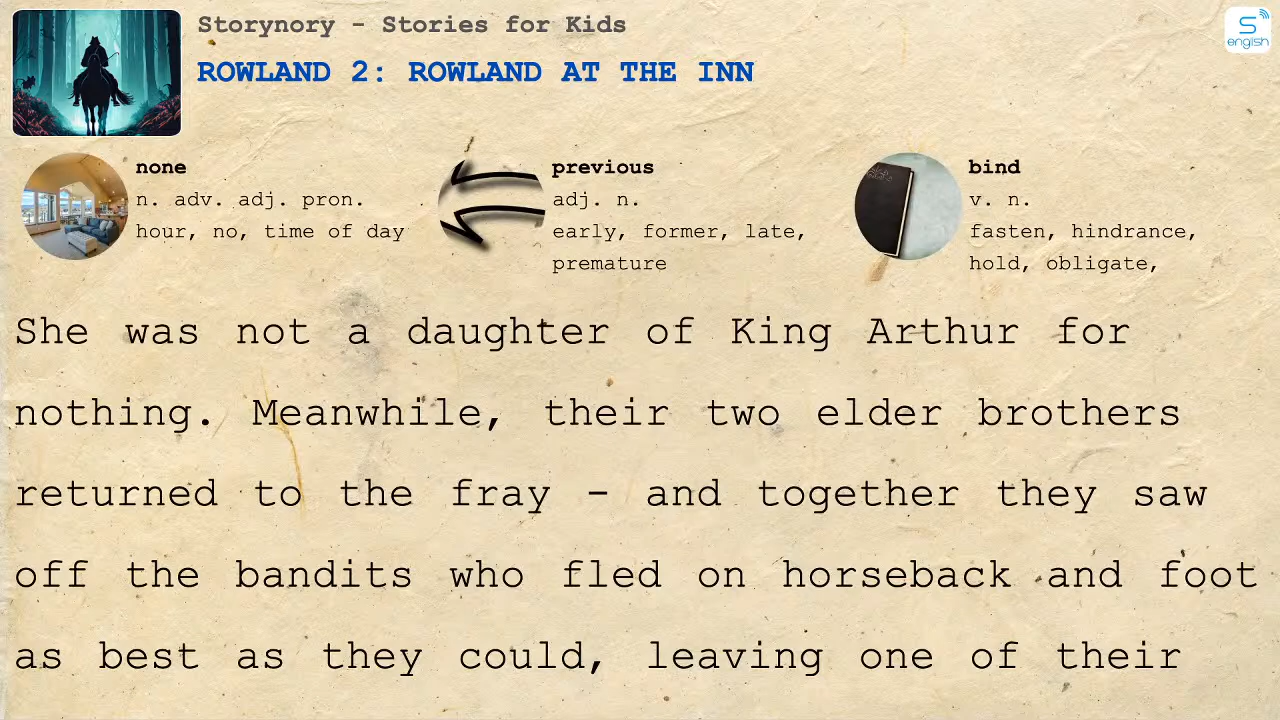 Storynory - Stories for Kids
ROWLAND 2: ROWLAND AT THE INN
S
english
none
n. adv. adj. pron.
hour, no, time of day
previous
adj. n.
early, former, late,
premature
bind
v. n.
fasten, hindrance,
hold, obligate,
She was not a daughter of King Arthur for
nothing. Meanwhile, their two elder brothers
returned to the fray - and together they saw
off the bandits who fled on horseback and foot
as best as they could, leaving one of their